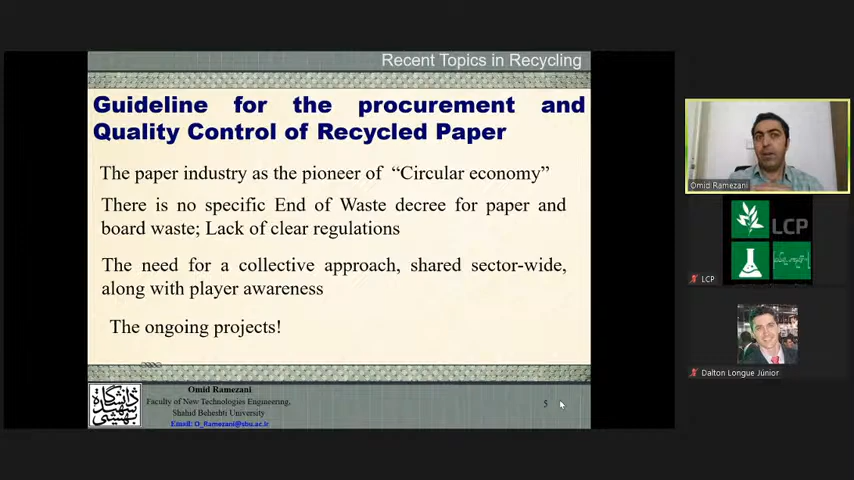 Recent Topics in Recycling
Guideline for the procurement and
Quality Control of Recycled Paper
The paper industry as the pioneer of “Circular economy”
There is no specific End of Waste decree for paper and
board waste; Lack of clear regulations
The need for a collective approach, shared sector-wide,
along with player awareness
The ongoing projects!
دانشگاه
شهید
بهشتی
Omid Ramezani
Faculty of New Technologies Engineering,
Shahid Beheshti University
Email: O_Ramezani@sbu.ac.ir
5
Omid Ramezani
LCP
LCP
Dalton Longue Júnior